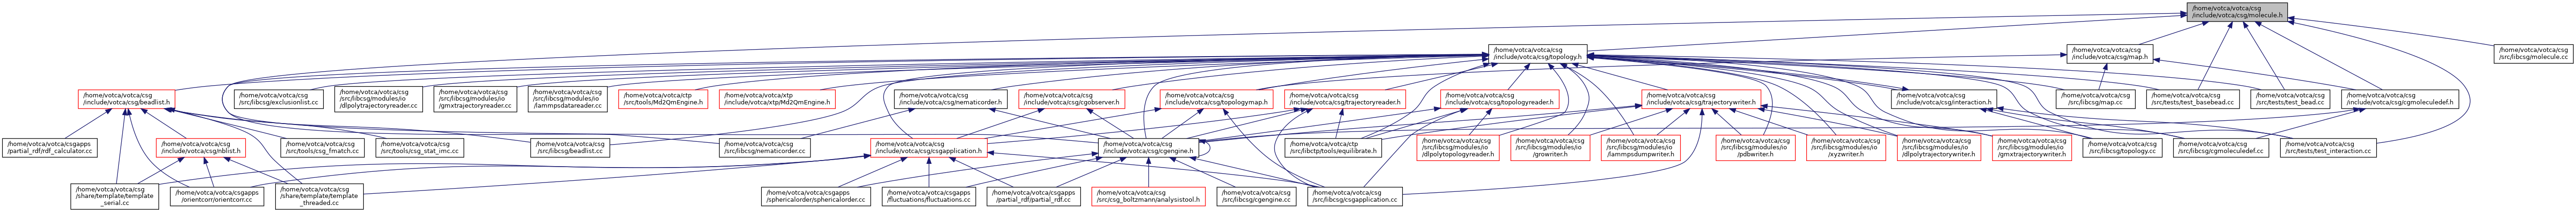 /home/votca/votca/csg
/include/votca/csg/molecule.h
/home/votca/votca/csg
/include/votca/csg/topology.h
/home/votca/votca/csg
/include/votca/csg/map.h
/home/votca/votca/csg
/src/libcsg/molecule.cc
/home/votca/votca/csg
/include/votca/csg/beadlist.h
/home/votca/votca/csg
/src/libcsg/exclusionlist.cc
/home/votca/votca/csg
/src/libcsg/modules/io
/dlpolytrajectoryreader.cc
/home/votca/votca/csg
/src/libcsg/modules/io
/gmxtrajectoryreader.cc
/home/votca/votca/csg
/src/libcsg/modules/io
/lammpsdatareader.cc
/home/votca/votca/ctp
/src/tools/Md2QmEngine.h
/home/votca/votca/xtp
/include/votca/xtp/Md2QmEngine.h
/home/votca/votca/csg
/include/votca/csg/nematicorder.h
/home/votca/votca/csg
/include/votca/csg/cgobserver.h
/home/votca/votca/csg
/include/votca/csg/topologymap.h
/home/votca/votca/csg
/include/votca/csg/trajectoryreader.h
/home/votca/votca/csg
/include/votca/csg/topologyreader.h
/home/votca/votca/csg
/include/votca/csg/trajectorywriter.h
/home/votca/votca/csg
/include/votca/csg/interaction.h
/home/votca/votca/csg
/src/libcsg/map.cc
/home/votca/votca/csg
/src/tests/test_basebead.cc
/home/votca/votca/csg
/src/tests/test_bead.cc
/home/votca/votca/csg
/include/votca/csg/cgmoleculedef.h
/home/votca/votca/csgapps
/partial_rdf/rdf_calculator.cc
/home/votca/votca/csg
/include/votca/csg/nblist.h
/home/votca/votca/csg
/src/tools/csg_fmatch.cc
/home/votca/votca/csg
/src/tools/csg_stat_imc.cc
/home/votca/votca/csg
/src/libcsg/beadlist.cc
/home/votca/votca/csg
/src/libcsg/nematicorder.cc
/home/votca/votca/csg
/include/votca/csg/csgapplication.h
/home/votca/votca/csg
/include/votca/csg/cgengine.h
/home/votca/votca/ctp
/src/libctp/tools/equilibrate.h
/home/votca/votca/csg
/src/libcsg/modules/io
/dlpolytopologyreader.h
/home/votca/votca/csg
/src/libcsg/modules/io
/growriter.h
/home/votca/votca/csg
/src/libcsg/modules/io
/lammpsdumpwriter.h
/home/votca/votca/csg
/src/libcsg/modules/io
/pdbwriter.h
/home/votca/votca/csg
/src/libcsg/modules/io
/xyzwriter.h
/home/votca/votca/csg
/src/libcsg/modules/io
/dlpolytrajectorywriter.h
/home/votca/votca/csg
/src/libcsg/modules/io
/gmxtrajectorywriter.h
/home/votca/votca/csg
/src/libcsg/topology.cc
/home/votca/votca/csg
/src/libcsg/cgmoleculedef.cc
/home/votca/votca/csg
/src/tests/test_interaction.cc
/home/votca/votca/csg
/share/template/template
_serial.cc
/home/votca/votca/csgapps
/orientcorr/orientcorr.cc
/home/votca/votca/csg
/share/template/template
_threaded.cc
/home/votca/votca/csgapps
/sphericalorder/sphericalorder.cc
/home/votca/votca/csgapps
/fluctuations/fluctuations.cc
/home/votca/votca/csgapps
/partial_rdf/partial_rdf.cc
/home/votca/votca/csg
/src/csg_boltzmann/analysistool.h
/home/votca/votca/csg
/src/libcsg/cgengine.cc
/home/votca/votca/csg
/src/libcsg/csgapplication.cc